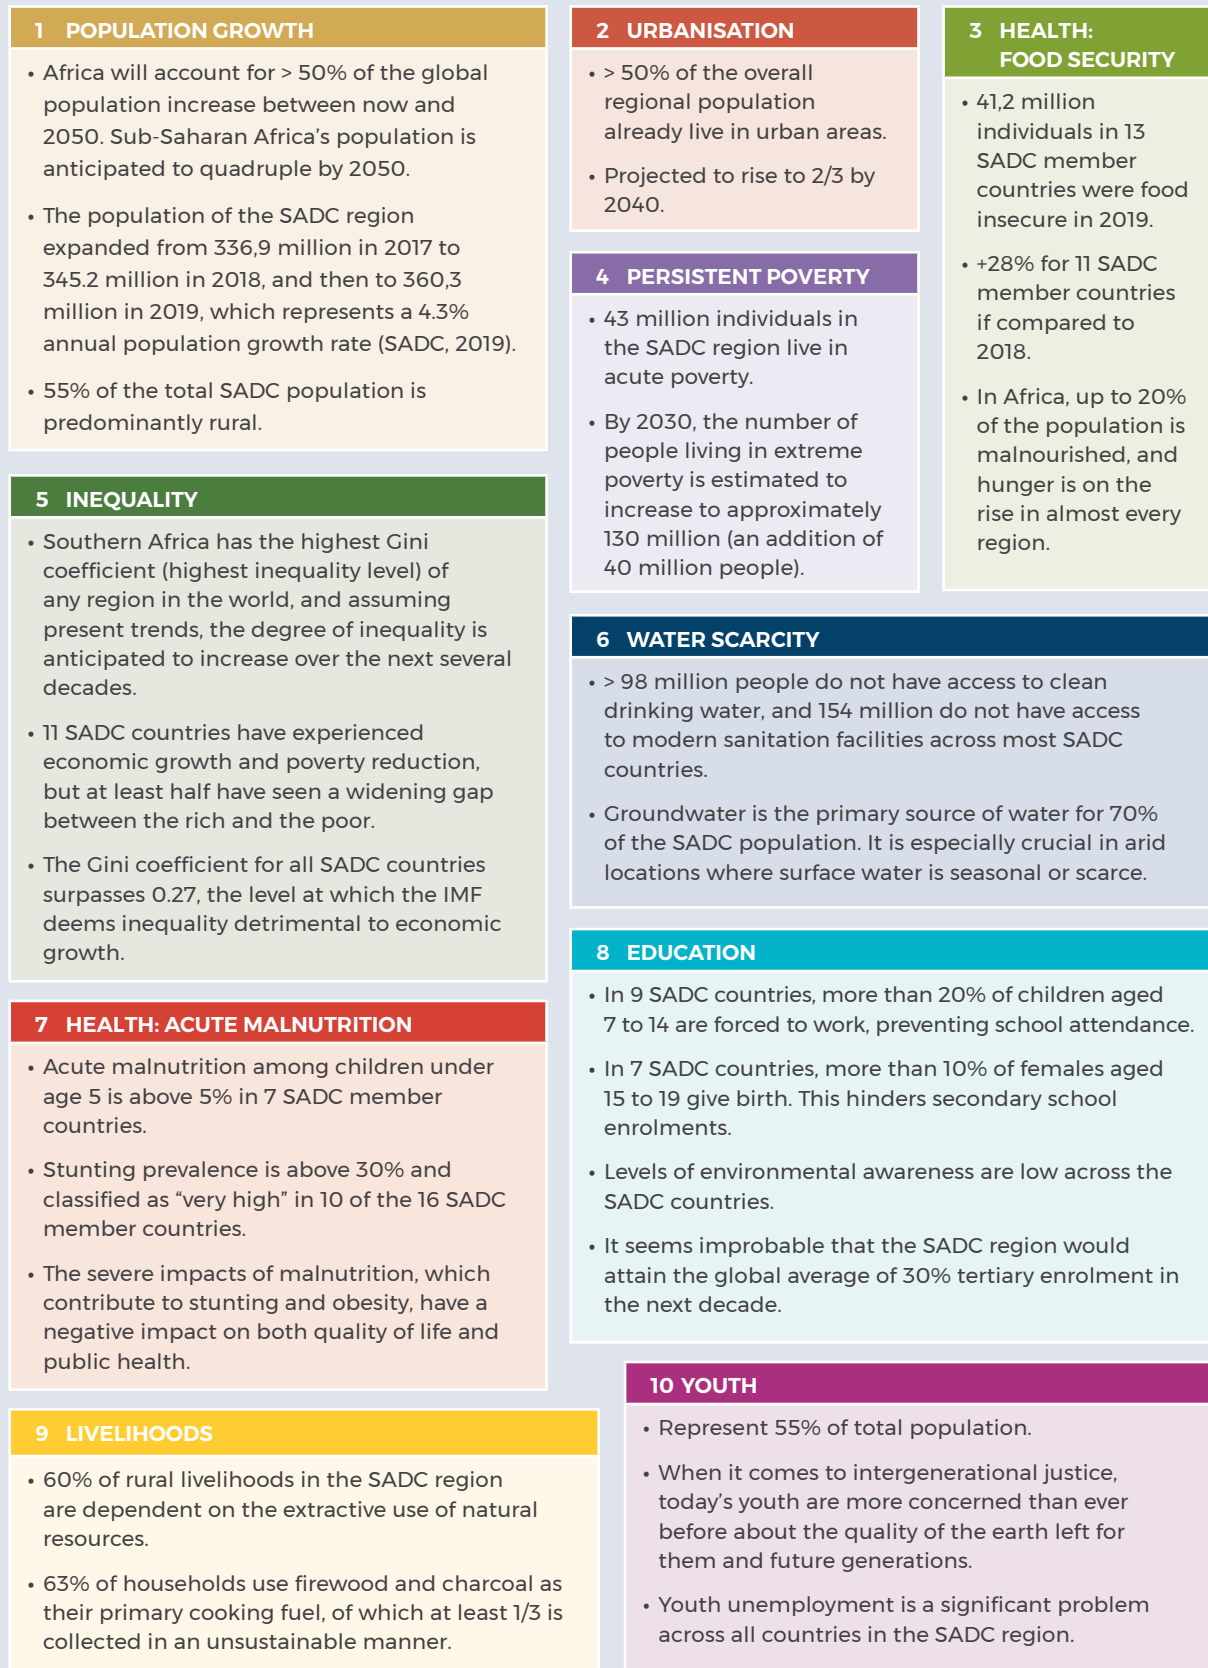 1 POPULATION GROWTH
• Africa will account for > 50% of the global
population increase between now and
2050. Sub-Saharan Africa's population is
anticipated to quadruple by 2050.
• The population of the SADC region
expanded from 336,9 million in 2017 to
345.2 million in 2018, and then to 360,3
million in 2019, which represents a 4.3%
annual population growth rate (SADC, 2019).
• 55% of the total SADC population is
predominantly rural.
2 URBANISATION
• > 50% of the overall
regional population
already live in urban areas.
• Projected to rise to 2/3 by
2040.
3 HEALTH:
FOOD SECURITY
• 41,2 million
individuals in 13
SADC member
countries were food
insecure in 2019.
• +28% for 11 SADC
member countries
if compared to
2018.
• In Africa, up to 20%
of the population is
malnourished, and
hunger is on the
rise in almost every
region.
4 PERSISTENT POVERTY
• 43 million individuals in
the SADC region live in
acute poverty.
• By 2030, the number of
people living in extreme
poverty is estimated to
increase to approximately
130 million (an addition of
40 million people).
5 INEQUALITY
• Southern Africa has the highest Gini
coefficient (highest inequality level) of
any region in the world, and assuming
present trends, the degree of inequality is
anticipated to increase over the next several
decades.
• 11 SADC countries have experienced
economic growth and poverty reduction,
but at least half have seen a widening gap
between the rich and the poor.
• The Gini coefficient for all SADC countries
surpasses 0.27, the level at which the IMF
deems inequality detrimental to economic
growth.
6 WATER SCARCITY
• > 98 million people do not have access to clean
drinking water, and 154 million do not have access
to modern sanitation facilities across most SADC
countries.
• Groundwater is the primary source of water for 70%
of the SADC population. It is especially crucial in arid
locations where surface water is seasonal or scarce.
7 HEALTH: ACUTE MALNUTRITION
• Acute malnutrition among children under
age 5 is above 5% in 7 SADC member
countries.
• Stunting prevalence is above 30% and
classified as "very high" in 10 of the 16 SADC
member countries.
• The severe impacts of malnutrition, which
contribute to stunting and obesity, have a
negative impact on both quality of life and
public health.
8 EDUCATION
• In 9 SADC countries, more than 20% of children aged
7 to 14 are forced to work, preventing school attendance.
• In 7 SADC countries, more than 10% of females aged
15 to 19 give birth. This hinders secondary school
enrolments.
• Levels of environmental awareness are low across the
SADC countries.
• It seems improbable that the SADC region would
attain the global average of 30% tertiary enrolment in
the next decade.
9 LIVELIHOODS
• 60% of rural livelihoods in the SADC region
are dependent on the extractive use of natural
resources.
• 63% of households use firewood and charcoal as
their primary cooking fuel, of which at least 1/3 is
collected in an unsustainable manner.
10 YOUTH
• Represent 55% of total population.
• When it comes to intergenerational justice,
today's youth are more concerned than ever
before about the quality of the earth left for
them and future generations.
• Youth unemployment is a significant problem
across all countries in the SADC region.